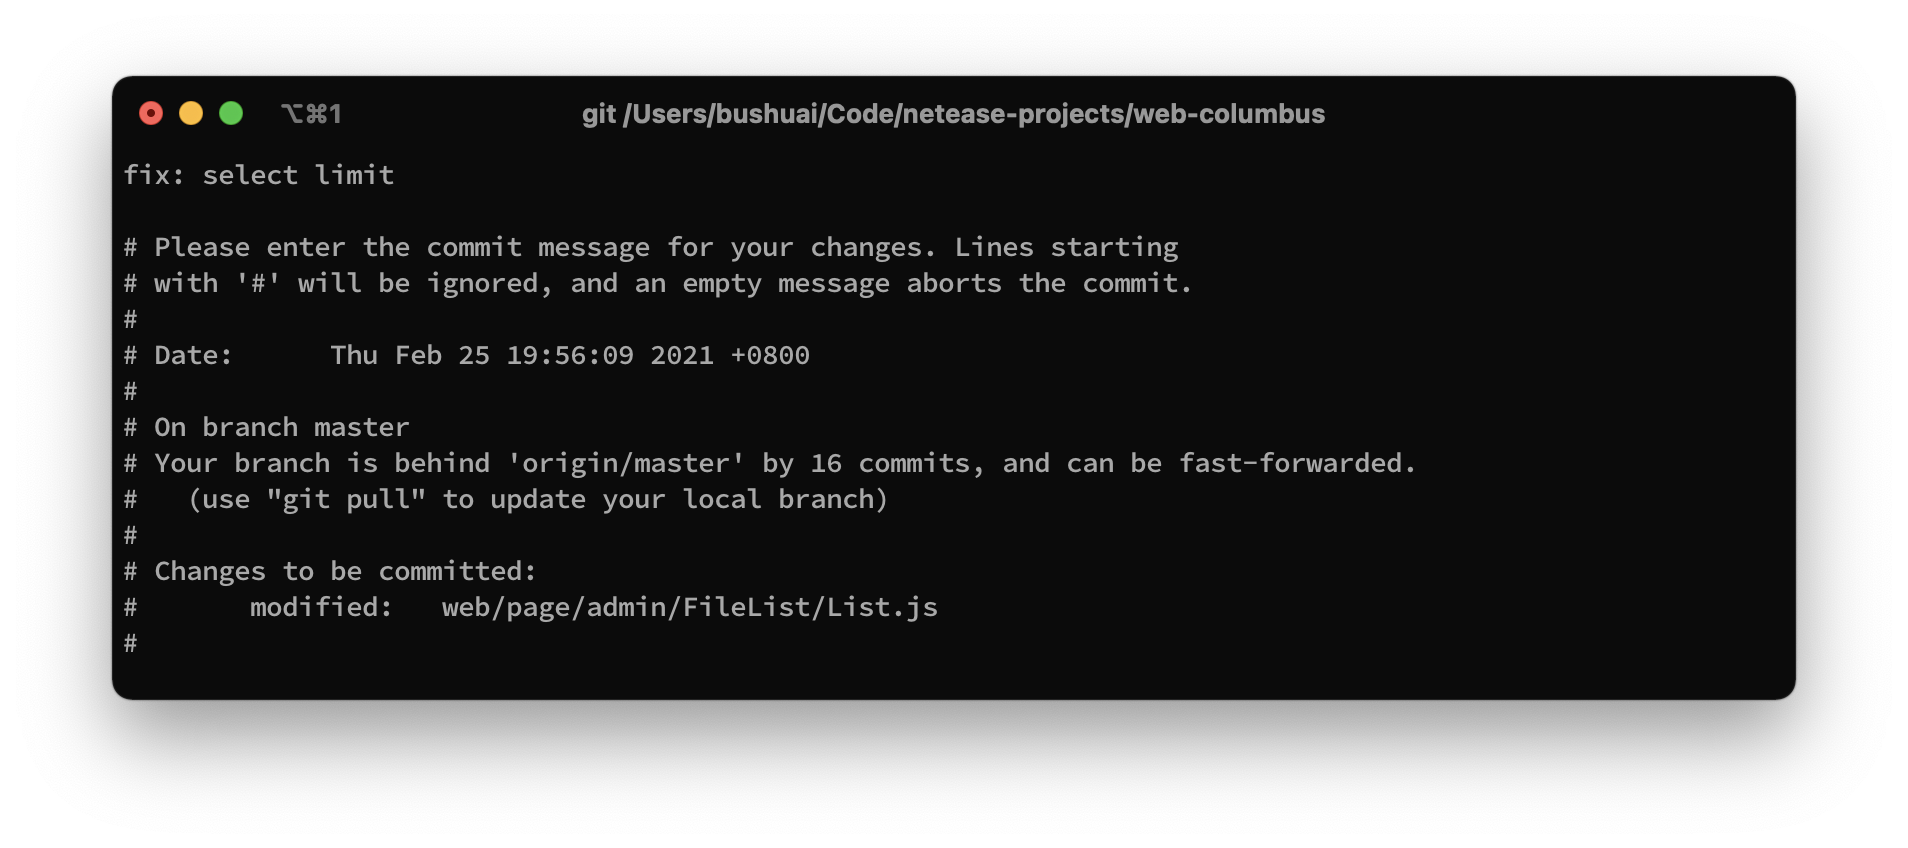 ⌥⌘1
git /Users/bushuai/Code/netease-projects/web-columbus
fix: select limit
# Please enter the commit message for your changes. Lines starting
# with '#' will be ignored, and an empty message aborts the commit.
#
# Date:      Thu Feb 25 19:56:09 2021 +0800
#
# On branch master
# Your branch is behind 'origin/master' by 16 commits, and can be fast-forwarded.
#   (use "git pull" to update your local branch)
#
# Changes to be committed:
#       modified:   web/page/admin/FileList/List.js
#